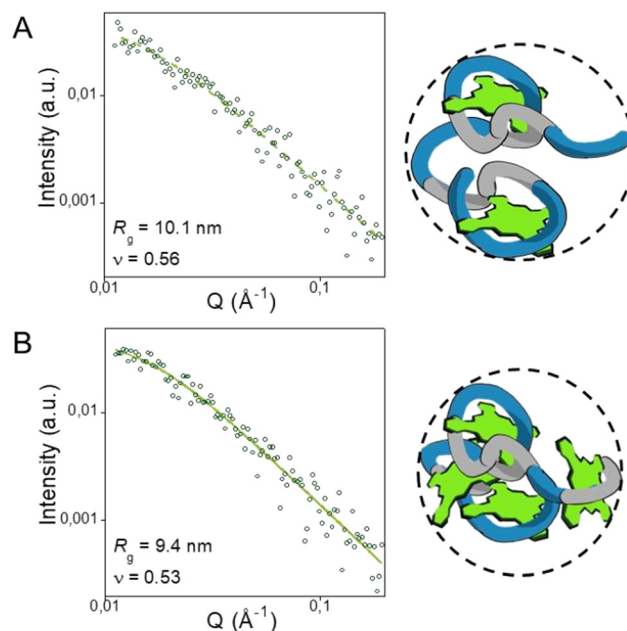 A
Intensity (a.u.)
0,01
0,001
Rg = 10.1 nm
ν = 0.56
0,01
0,1
Q (Å-1)
B
Intensity (a.u.)
0,01
0,001
Rg = 9.4 nm
ν = 0.53
0,01
0,1
Q (Å-1)